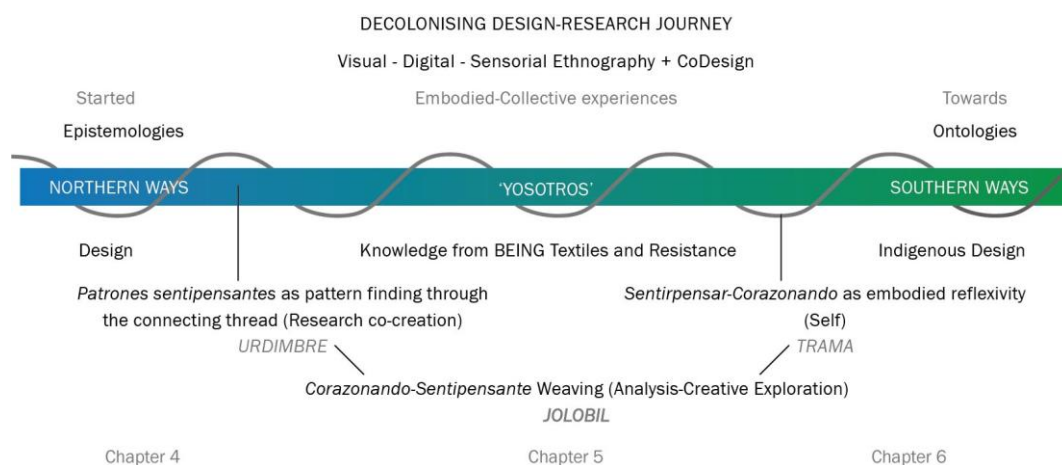 DECOLONISING DESIGN-RESEARCH JOURNEY
Visual - Digital - Sensorial Ethnography + CoDesign
Started
Embodied-Collective experiences
Towards
Epistemologies
Ontologies
NORTHERN WAYS
'YOSOTROS'
SOUTHERN WAYS
Design
Knowledge from BEING Textiles and Resistance
Indigenous Design
Patrones sentipensantes as pattern finding through
the connecting thread (Research co-creation)
URDIMBRE
Sentirpensar-Corazonando as embodied reflexivity
(Self)
TRAMA
Corazonando-Sentipensante Weaving (Analysis-Creative Exploration)
JOLOBIL
Chapter 4
Chapter 5
Chapter 6